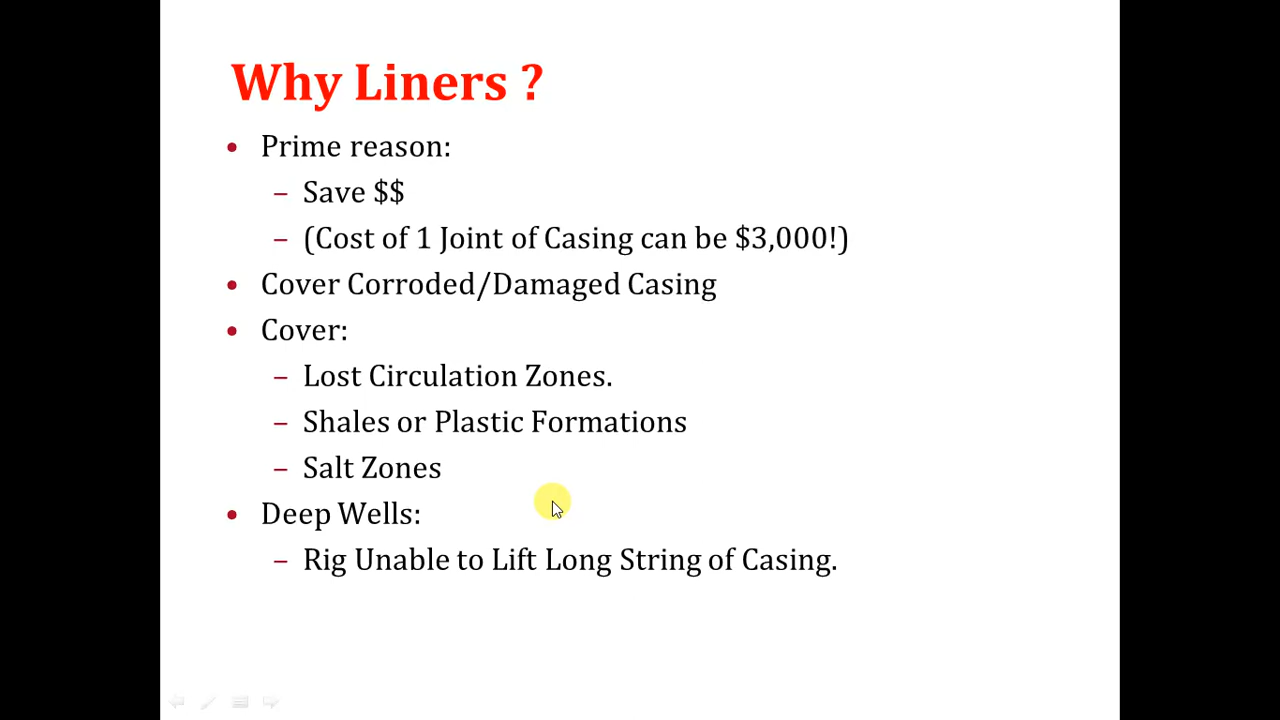 Why Liners ?
• Prime reason:
– Save $$
– (Cost of 1 Joint of Casing can be $3,000!)
• Cover Corroded/Damaged Casing
• Cover:
– Lost Circulation Zones.
– Shales or Plastic Formations
– Salt Zones
• Deep Wells:
– Rig Unable to Lift Long String of Casing.